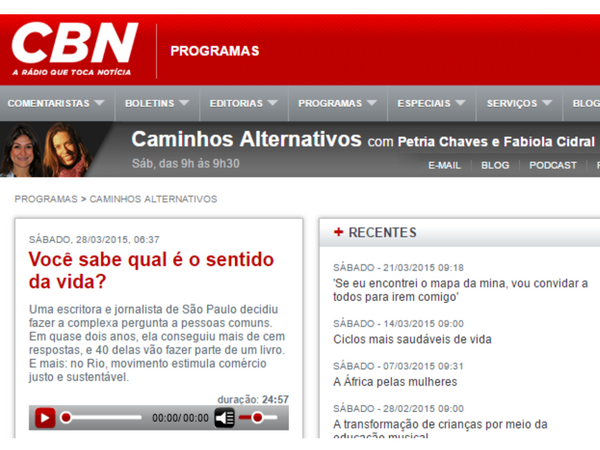 CBN
A RÁDIO QUE TOCA NOTÍCIA
PROGRAMAS
COMENTARISTAS BOLETINS EDITORIAS PROGRAMAS ESPECIAIS SERVIÇOS BLOG
Caminhos Alternativos com Petria Chaves e Fabíola Cidral
Sáb, das 9h ás 9h30
E-MAIL BLOG PODCAST
PROGRAMAS > CAMINHOS ALTERNATIVOS
SÁBADO, 28/03/2015, 06:37
Você sabe qual é o sentido
da vida?
Uma escritora e jornalista de São Paulo decidiu
fazer a complexa pergunta a pessoas comuns.
Em quase dois anos, ela conseguiu mais de cem
respostas, e 40 delas vão fazer parte de um livro.
E mais: no Rio, movimento estimula comércio
justo e sustentável.
duração: 24:57
00:00/ 00:00
+ RECENTES
SÁBADO - 21/03/2015 09:18
'Se eu encontrei o mapa da mina, vou convidar a
todos para irem comigo'
SÁBADO - 14/03/2015 09:00
Ciclos mais saudáveis de vida
SÁBADO - 07/03/2015 09:31
A África pelas mulheres
SÁBADO - 28/02/2015 09:00
A transformação de crianças por meio da
educação musical